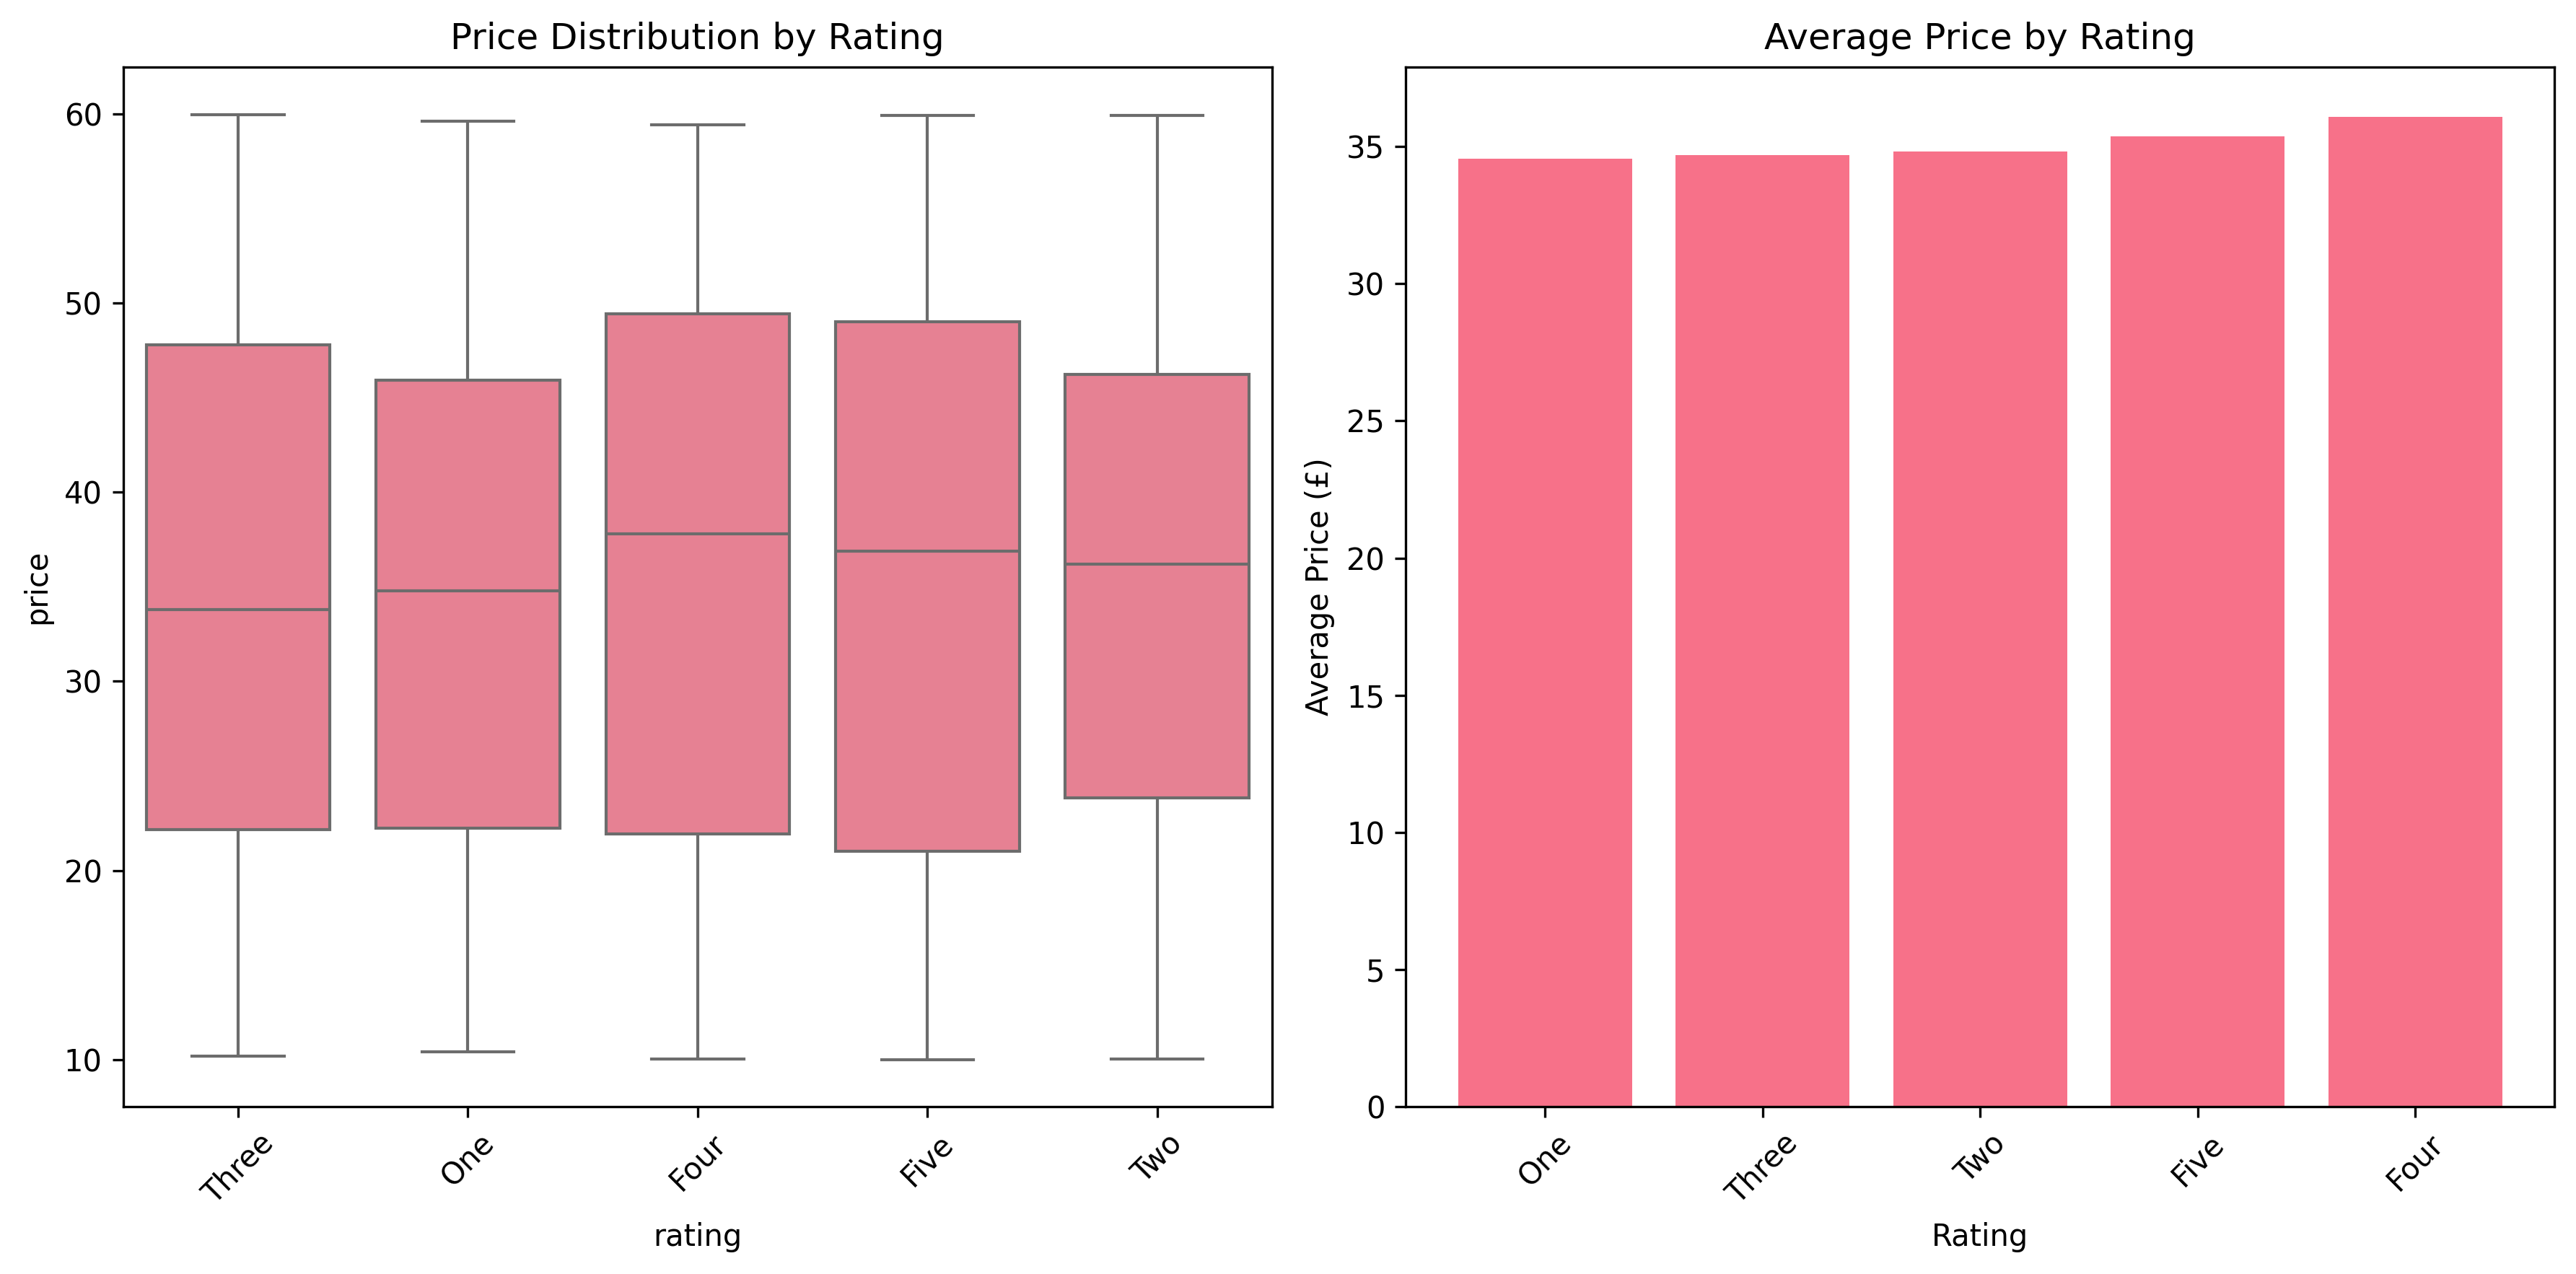 Price Distribution by Rating
60
50
40
30
20
10
price
Three
One
Four
Five
Two
rating
Average Price by Rating
35
30
25
20
15
10
5
0
Average Price (£)
One
Three
Two
Five
Four
Rating